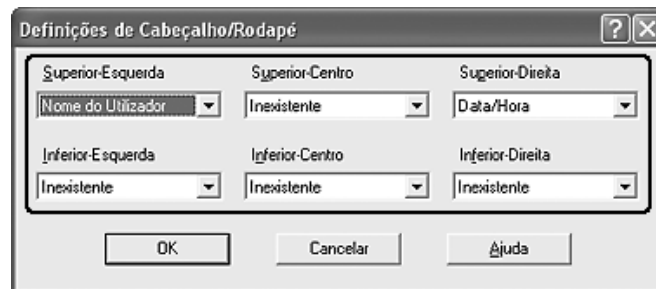 Definições de Cabeçalho/Rodapé
Superior-Esquerda Superior-Centro Superior-Direita
Nome do Utilizador Inexistente Data/Hora
Inferior-Esquerda Inferior-Centro Inferior-Direita
Inexistente Inexistente Inexistente
OK Cancelar Ajuda